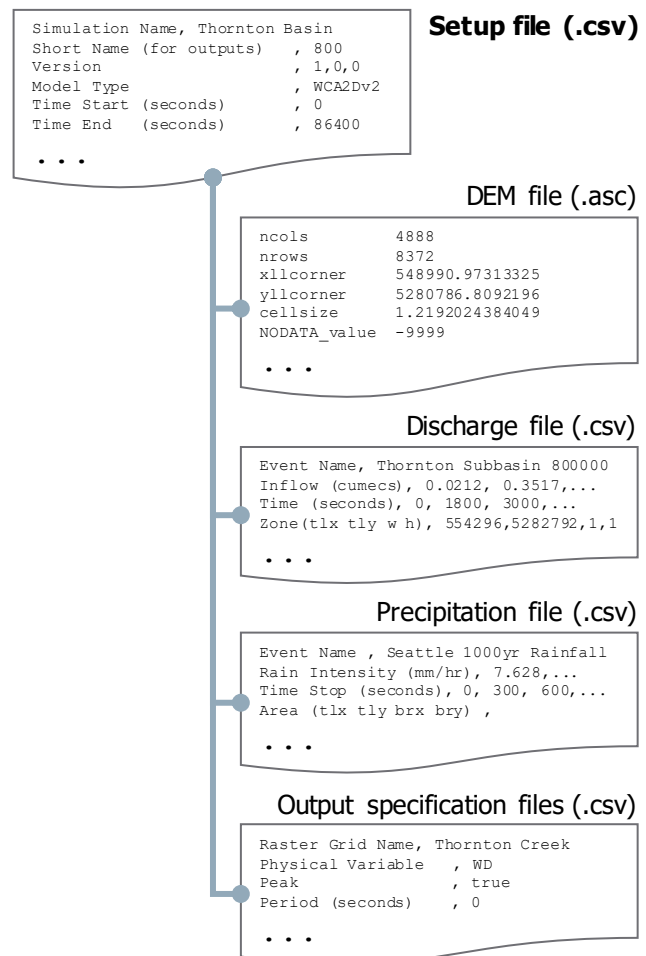 Setup file (.csv)
Simulation Name, Thornton Basin
Short Name (for outputs) , 800
Version , 1,0,0
Model Type , WCA2Dv2
Time Start (seconds) , 0
Time End (seconds) , 86400
...
DEM file (.asc)
ncols 4888
nrows 8372
xllcorner 548990.97313325
yllcorner 5280786.8092196
cellsize 1.2192024384049
NODATA_value -9999
...
Discharge file (.csv)
Event Name, Thornton Subbasin 800000
Inflow (cumecs), 0.0212, 0.3517,...
Time (seconds), 0, 1800, 3000,...
Zone(tlx tly w h), 554296,5282792,1,1
...
Precipitation file (.csv)
Event Name , Seattle 1000yr Rainfall
Rain Intensity (mm/hr), 7.628,...
Time Stop (seconds), 0, 300, 600,...
Area (tlx tly brx bry) ,
...
Output specification files (.csv)
Raster Grid Name, Thornton Creek
Physical Variable , WD
Peak , true
Period (seconds) , 0
...